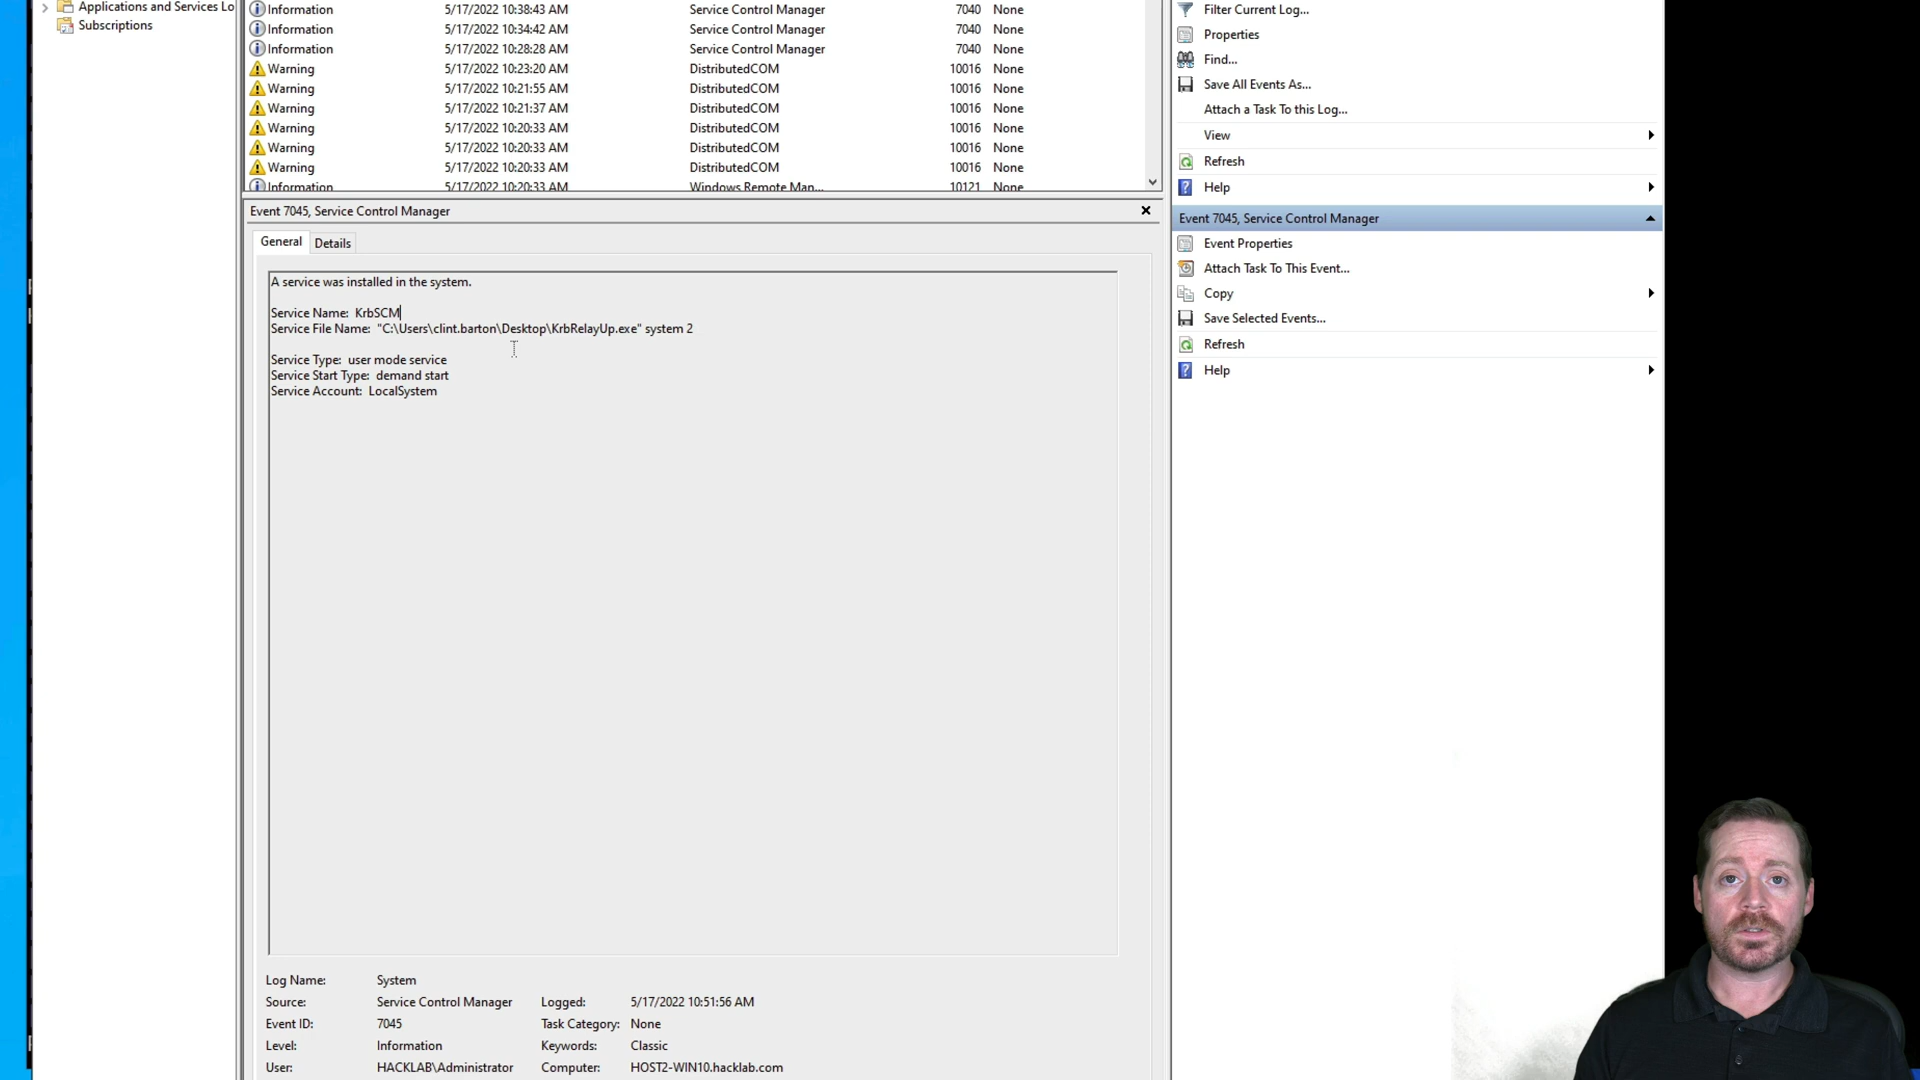 Applications and Services Lo
Subscriptions
Information 5/17/2022 10:38:43 AM Service Control Manager 7040 None
Information 5/17/2022 10:34:42 AM Service Control Manager 7040 None
Information 5/17/2022 10:28:28 AM Service Control Manager 7040 None
Warning 5/17/2022 10:23:20 AM DistributedCOM 10016 None
Warning 5/17/2022 10:21:55 AM DistributedCOM 10016 None
Warning 5/17/2022 10:21:37 AM DistributedCOM 10016 None
Warning 5/17/2022 10:20:33 AM DistributedCOM 10016 None
Warning 5/17/2022 10:20:33 AM DistributedCOM 10016 None
Warning 5/17/2022 10:20:33 AM DistributedCOM 10016 None
Information 5/17/2022 10:20:33 AM Windows Remote Man... 10121 None
Event 7045, Service Control Manager
General Details
A service was installed in the system.
Service Name: KrbSCM
Service File Name: "C:\Users\clint.barton\Desktop\KrbRelayUp.exe" system 2
Service Type: user mode service
Service Start Type: demand start
Service Account: LocalSystem
Log Name: System
Source: Service Control Manager Logged: 5/17/2022 10:51:56 AM
Event ID: 7045 Task Category: None
Level: Information Keywords: Classic
User: HACKLAB\Administrator Computer: HOST2-WIN10.hacklab.com
Filter Current Log...
Properties
Find...
Save All Events As...
Attach a Task To this Log...
View
Refresh
Help
Event 7045, Service Control Manager
Event Properties
Attach Task To This Event...
Copy
Save Selected Events...
Refresh
Help